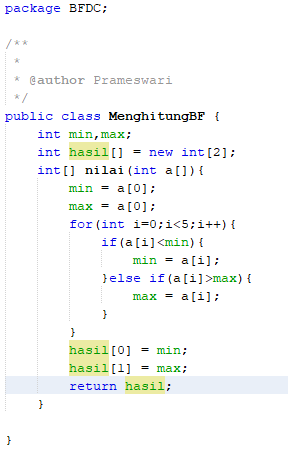 package BFDC;
/**
 *
 * @author Prameswari
 */
public class MenghitungBF {
    int min,max;
    int hasil[] = new int[2];
    int[] nilai(int a[]){
        min = a[0];
        max = a[0];
        for(int i=0;i<5;i++){
            if(a[i]<min){
                min = a[i];
            }else if(a[i]>max){
                max = a[i];
            }
        }
        hasil[0] = min;
        hasil[1] = max;
        return hasil;
    }
}